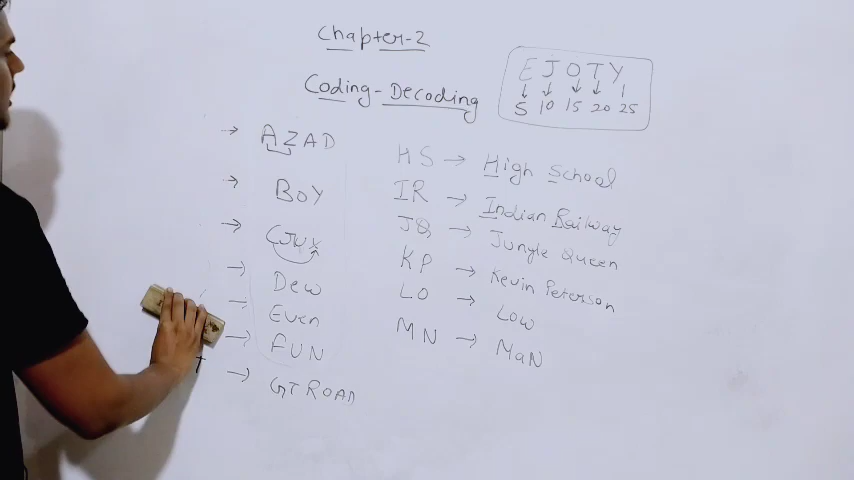 Chapter-2
Coding-Decoding
E J O T Y
5 10 15 20 25
→ AZAD
→ BOY
→ CJUX
→ Dew
→ Even
→ FUN
→ GT ROAD
HS → High School
IR → Indian Railway
JQ → Jungle Queen
KP → Kevin Peterson
LO → Low
MN → MaN